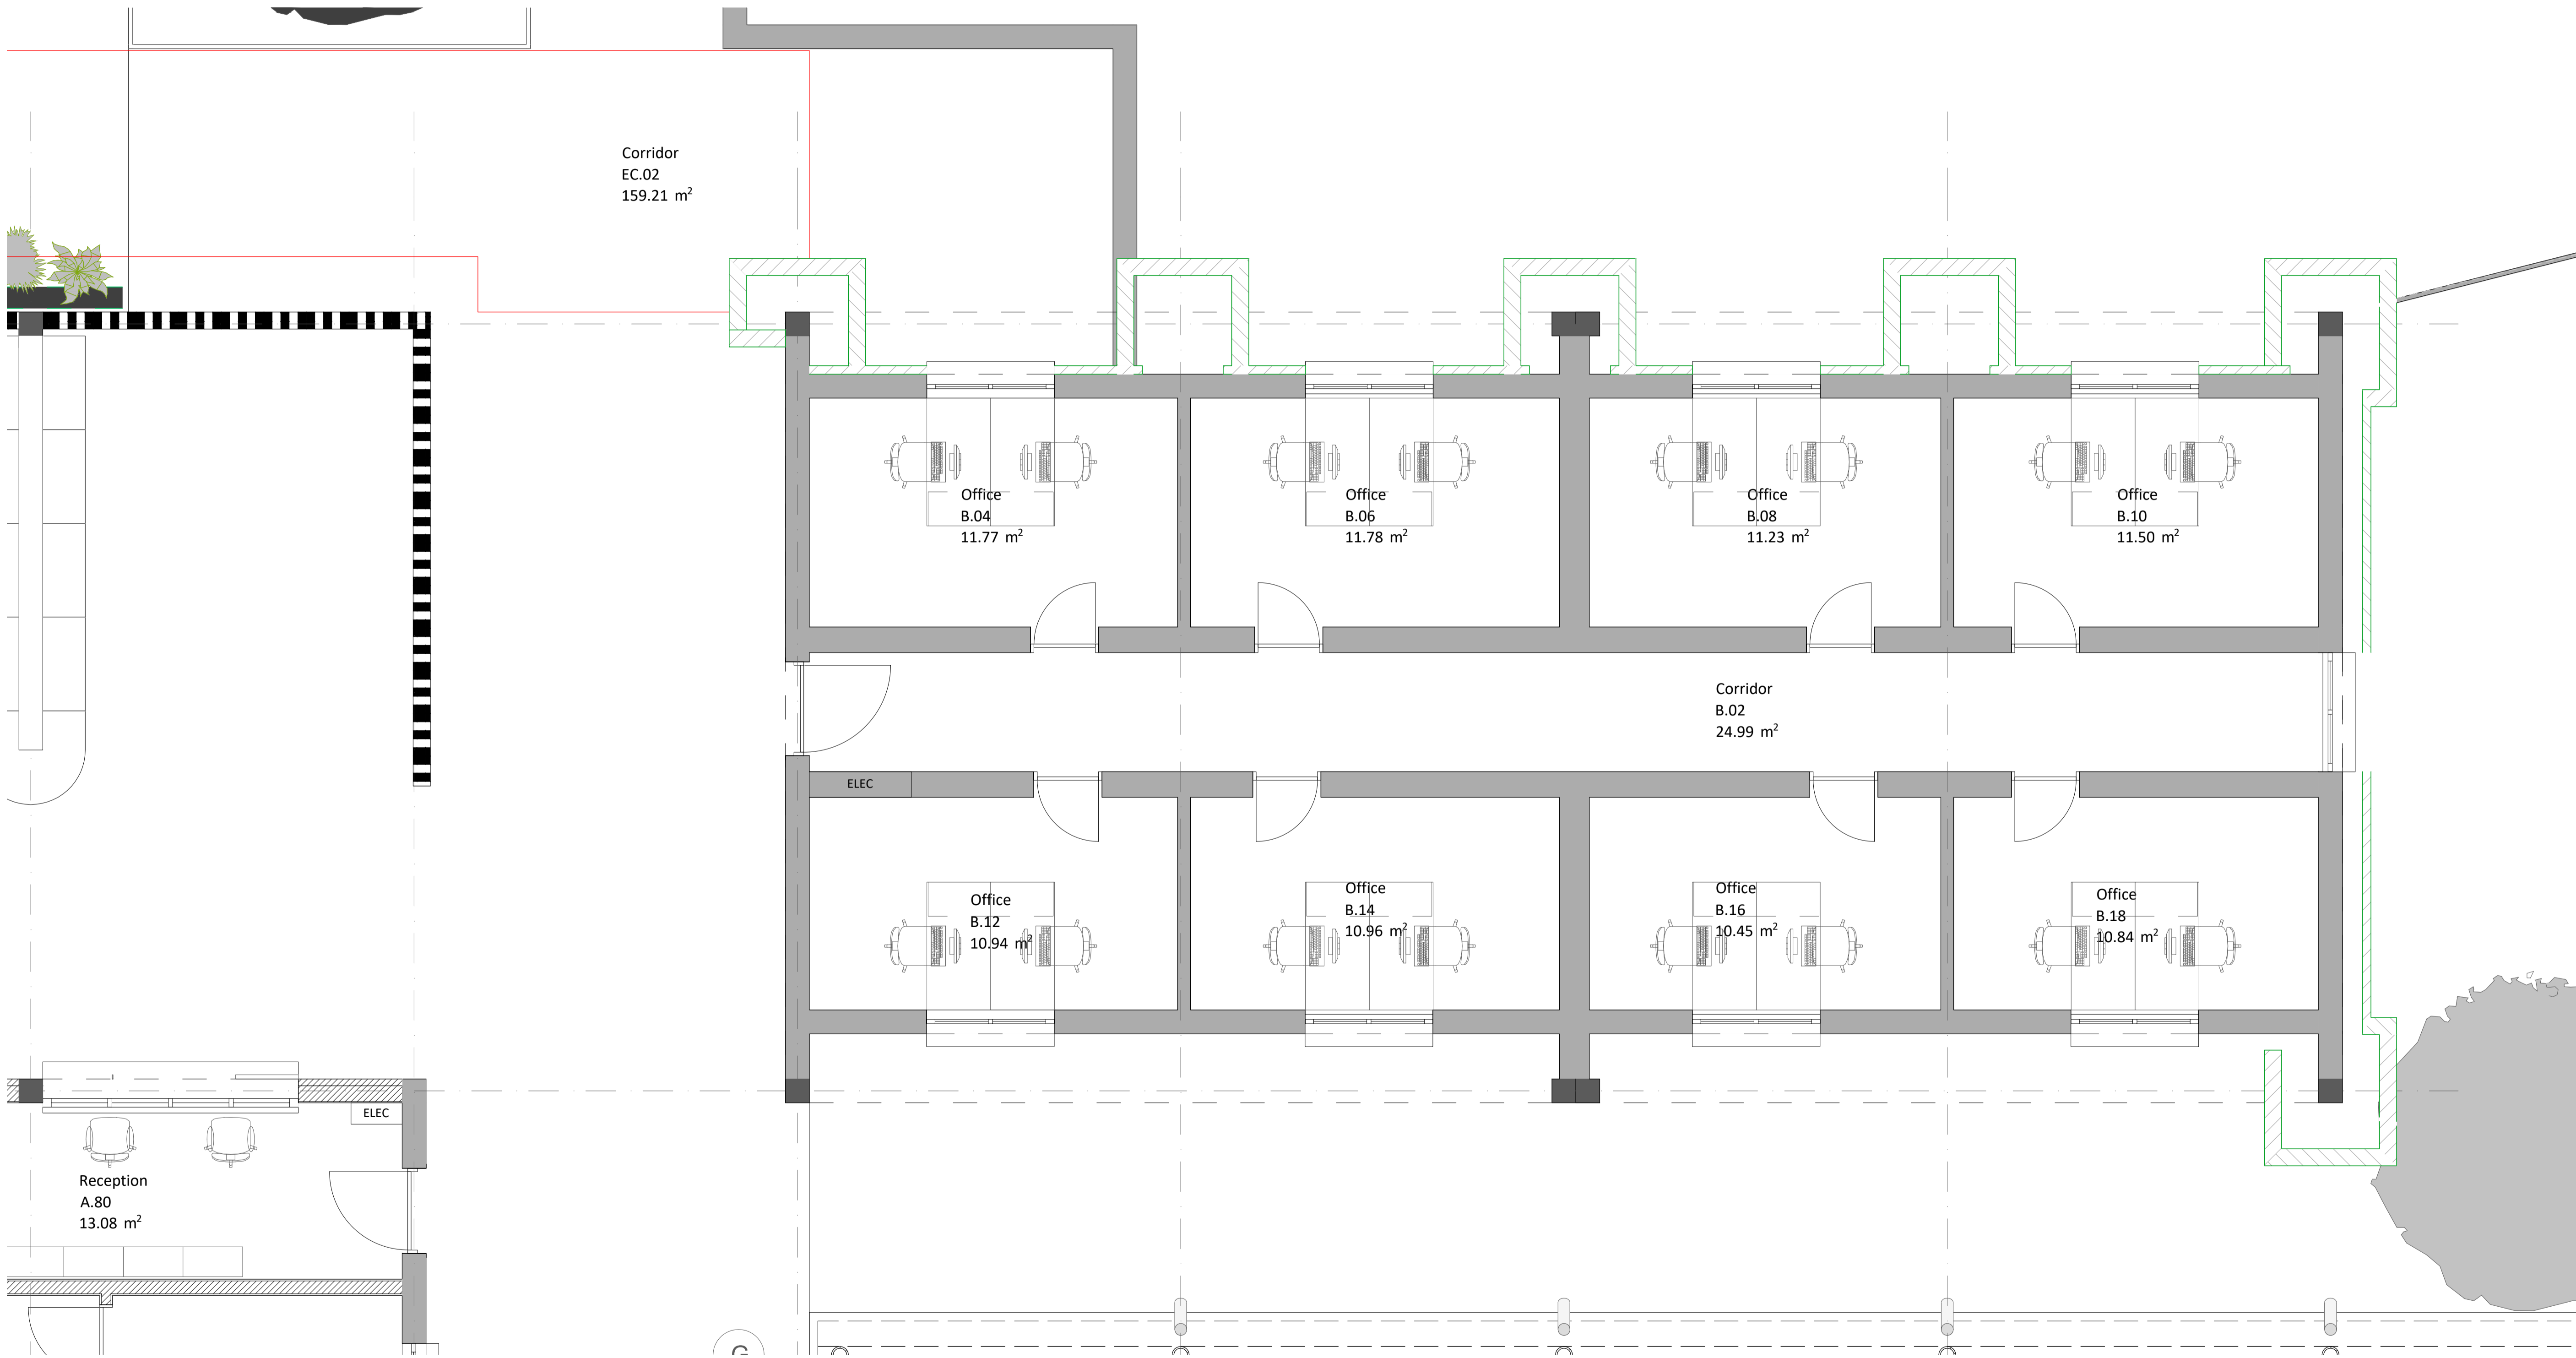 Corridor
EC.02
159.21 m²
Office
B.04
11.77 m²
Office
B.06
11.78 m²
Office
B.08
11.23 m²
Office
B.10
11.50 m²
Corridor
B.02
24.99 m²
ELEC
Office
B.12
10.94 m²
Office
B.14
10.96 m²
Office
B.16
10.45 m²
Office
B.18
10.84 m²
ELEC
Reception
A.80
13.08 m²